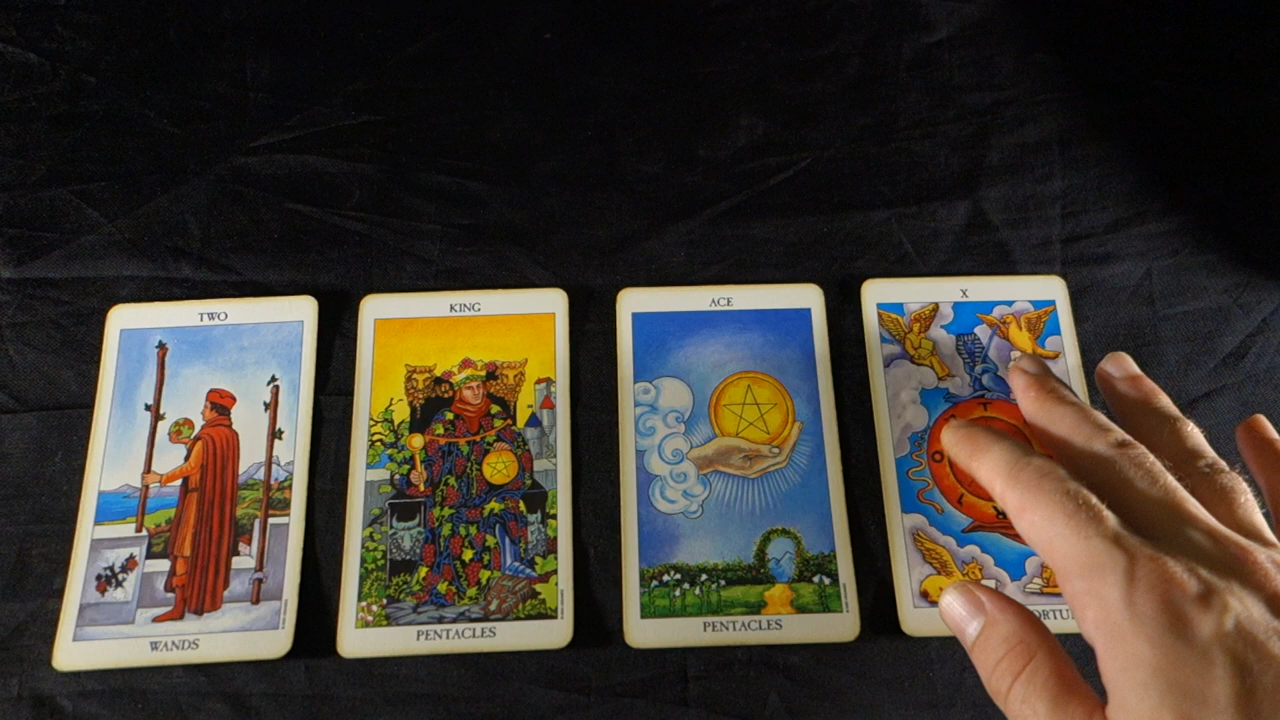 TWO
WANDS
KING
PENTACLES
ACE
PENTACLES
X
T
O
R